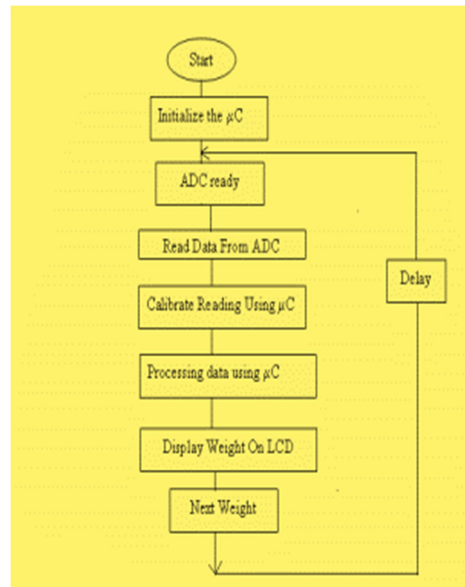 Start
Initialize the µC
ADC ready
Read Data From ADC
Calibrate Reading Using µC
Delay
Processing data using µC
Display Weight On LCD
Next Weight